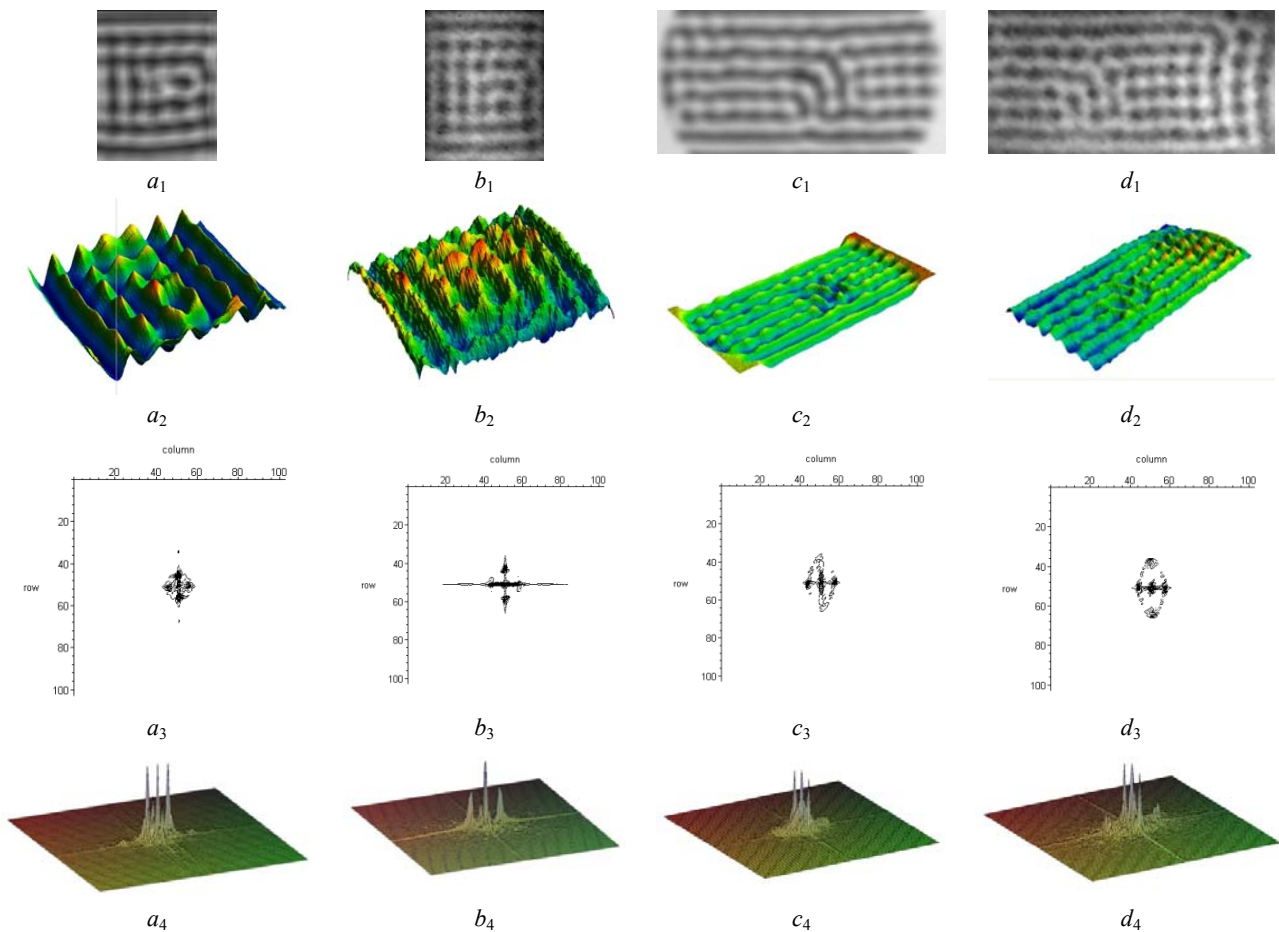 a1 b1 c1 d1
a2 b2 c2 d2
column column column column
20 40 60 80 100 20 40 60 80 100 20 40 60 80 100 20 40 60 80 100
20 20 20 20
40 40 40 40
row row row row
60 60 60 60
80 80 80 80
100 100 100 100
a3 b3 c3 d3
a4 b4 c4 d4